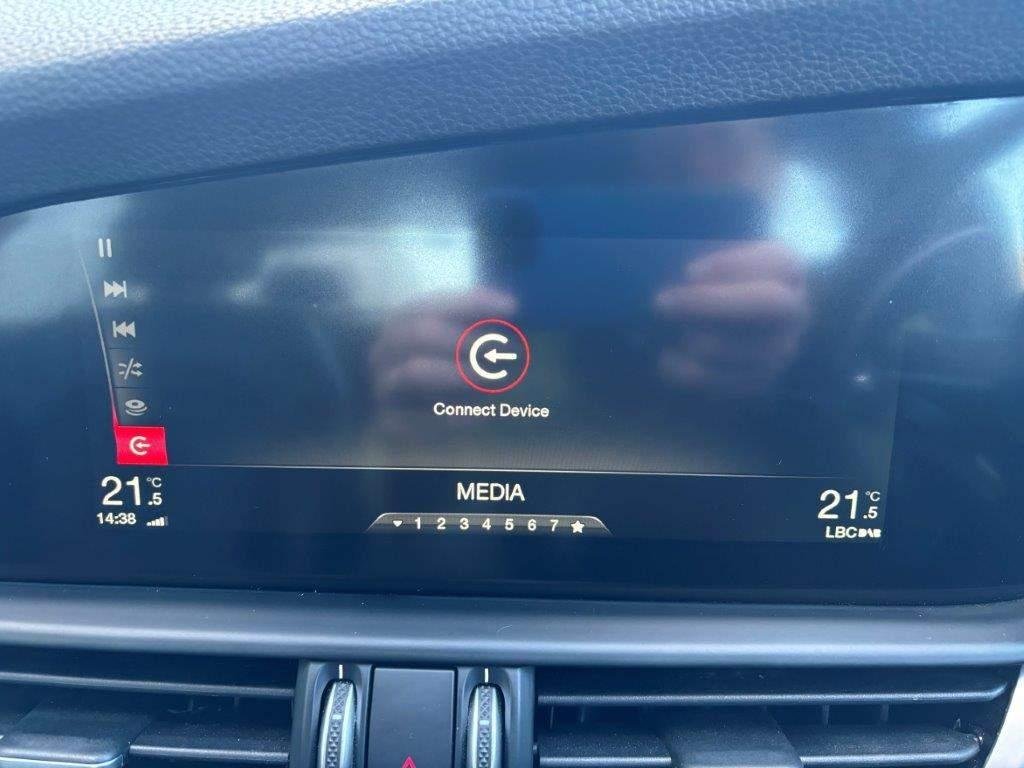 Connect Device
21.5 °C
14:38
MEDIA
1 2 3 4 5 6 7
21.5 °C
LBC DAB